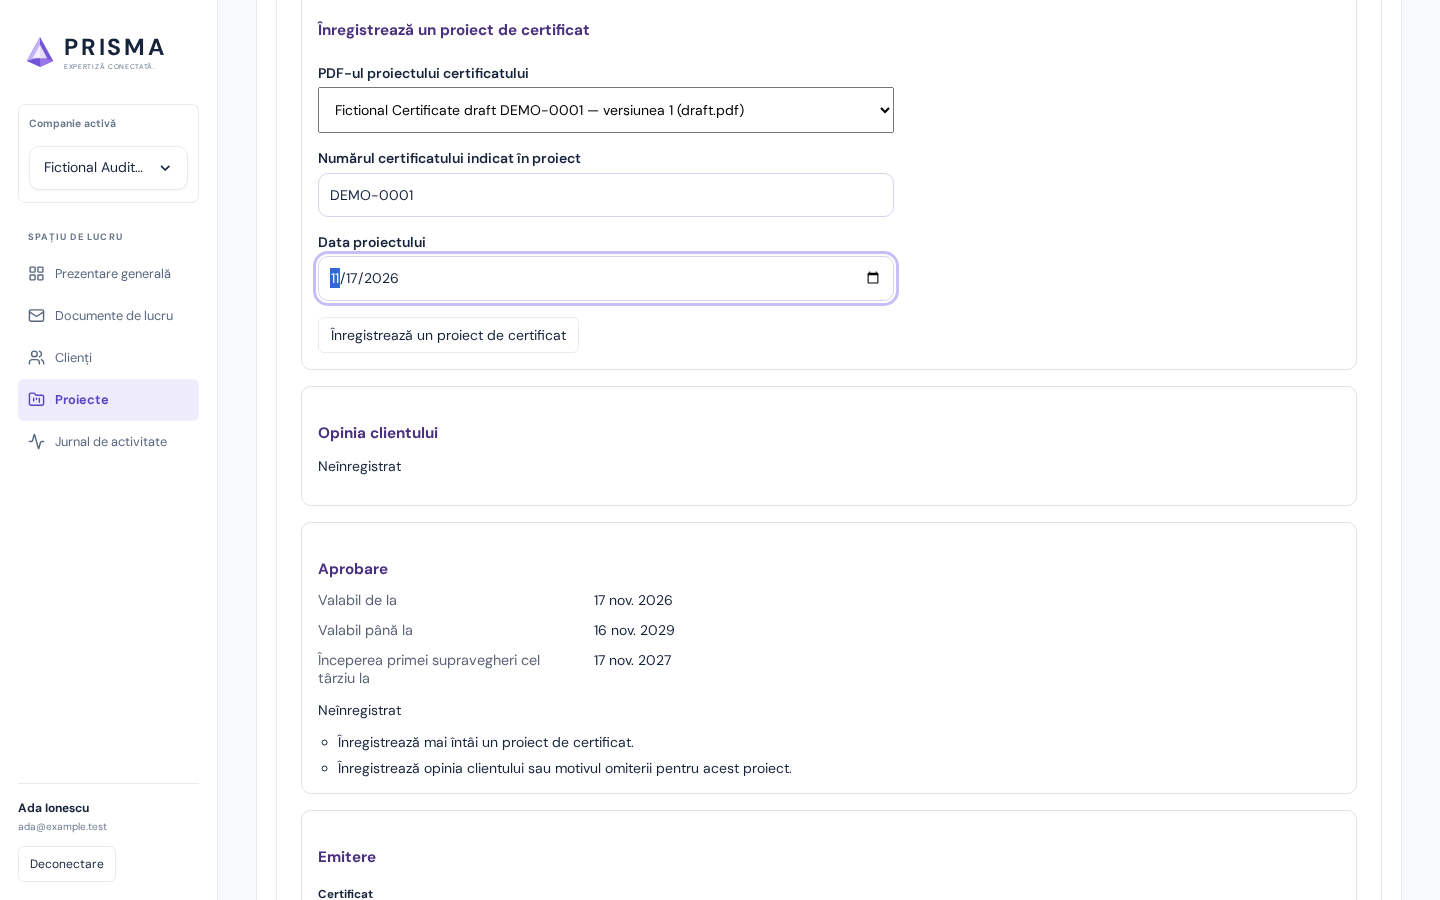 PRISMA
EXPERTIZĂ CONECTATĂ.
Companie activă
Fictional Audit...
SPAȚIU DE LUCRU
Prezentare generală
Documente de lucru
Clienți
Proiecte
Jurnal de activitate
Ada Ionescu
ada@example.test
Deconectare
Înregistrează un proiect de certificat
PDF-ul proiectului certificatului
Fictional Certificate draft DEMO-0001 — versiunea 1 (draft.pdf)
Numărul certificatului indicat în proiect
DEMO-0001
Data proiectului
11/17/2026
Înregistrează un proiect de certificat
Opinia clientului
Neînregistrat
Aprobare
Valabil de la 17 nov. 2026
Valabil până la 16 nov. 2029
Începerea primei supravegheri cel 17 nov. 2027
târziu la
Neînregistrat
Înregistrează mai întâi un proiect de certificat.
Înregistrează opinia clientului sau motivul omiterii pentru acest proiect.
Emitere
Certificat